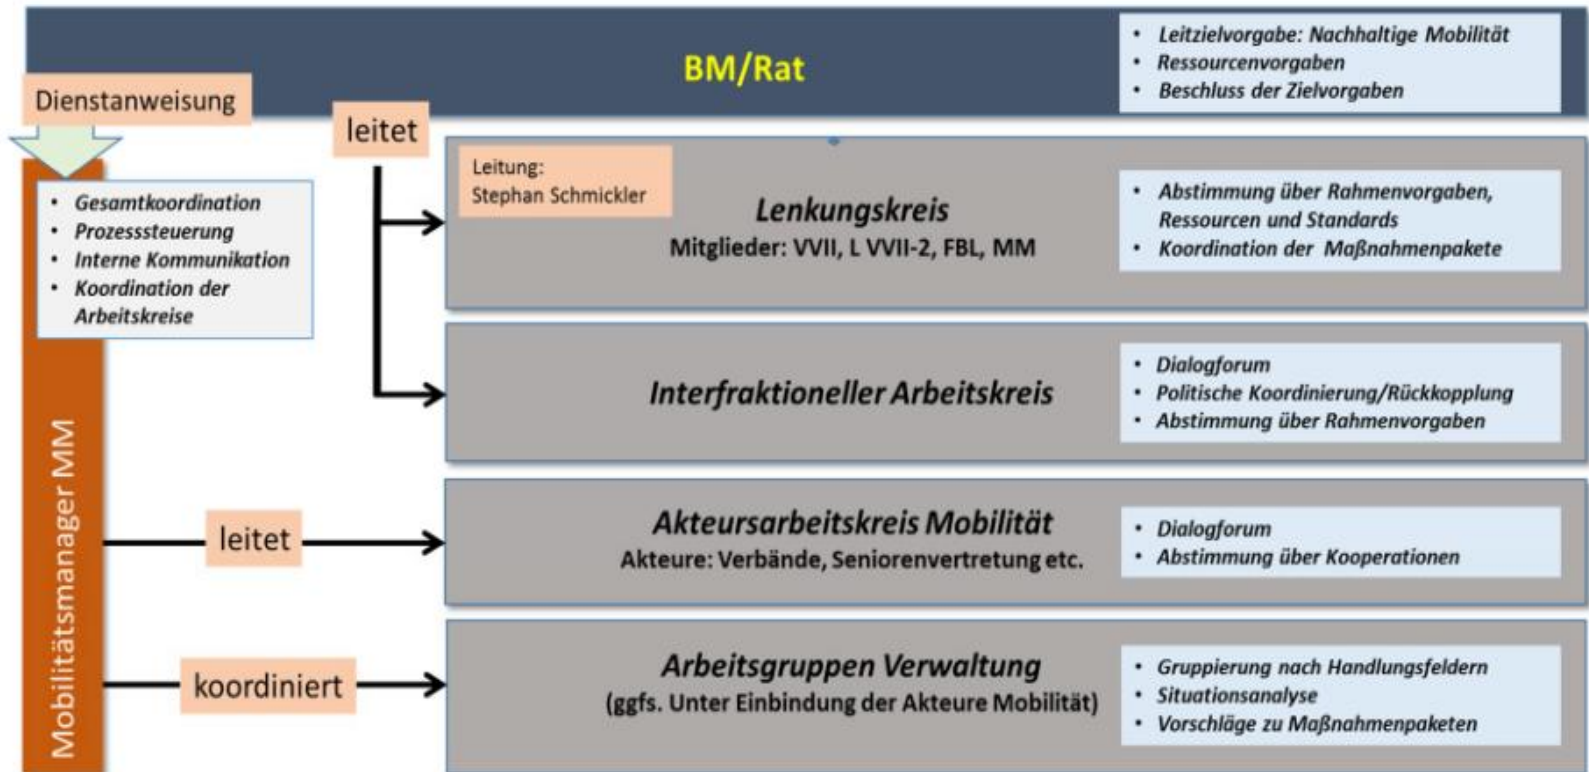 BM/Rat
• Leitzielvorgabe: Nachhaltige Mobilität
• Ressourcenvorgaben
• Beschluss der Zielvorgaben
Dienstanweisung
leitet
• Gesamtkoordination
• Prozesssteuerung
• Interne Kommunikation
• Koordination der
Arbeitskreise
Mobilitätsmanager MM
Leitung:
Stephan Schmickler
Lenkungskreis
Mitglieder: VVII, L VVII-2, FBL, MM
• Abstimmung über Rahmenvorgaben,
Ressourcen und Standards
• Koordination der Maßnahmenpakete
Interfraktioneller Arbeitskreis
• Dialogforum
• Politische Koordinierung/Rückkopplung
• Abstimmung über Rahmenvorgaben
leitet
Akteursarbeitskreis Mobilität
Akteure: Verbände, Seniorenvertretung etc.
• Dialogforum
• Abstimmung über Kooperationen
koordiniert
Arbeitsgruppen Verwaltung
(ggfs. Unter Einbindung der Akteure Mobilität)
• Gruppierung nach Handlungsfeldern
• Situationsanalyse
• Vorschläge zu Maßnahmenpaketen